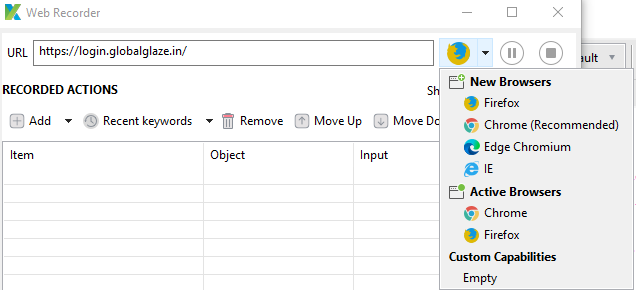 Web Recorder
URL https://login.globalglaze.in/
ault
RECORDED ACTIONS Sh
Add Recent keywords Remove Move Up Move Do
Item Object Input
New Browsers
Firefox
Chrome (Recommended)
Edge Chromium
IE
Active Browsers
Chrome
Firefox
Custom Capabilities
Empty